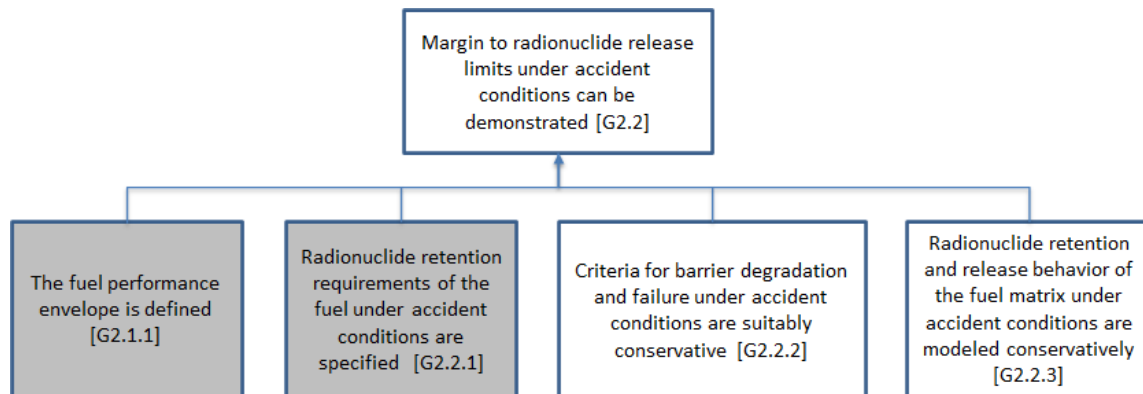 Margin to radionuclide release
limits under accident
conditions can be
demonstrated [G2.2]
The fuel performance
envelope is defined
[G2.1.1]
Radionuclide retention
requirements of the
fuel under accident
conditions are
specified [G2.2.1]
Criteria for barrier degradation
and failure under accident
conditions are suitably
conservative [G2.2.2]
Radionuclide retention
and release behavior of
the fuel matrix under
accident conditions are
modeled conservatively
[G2.2.3]